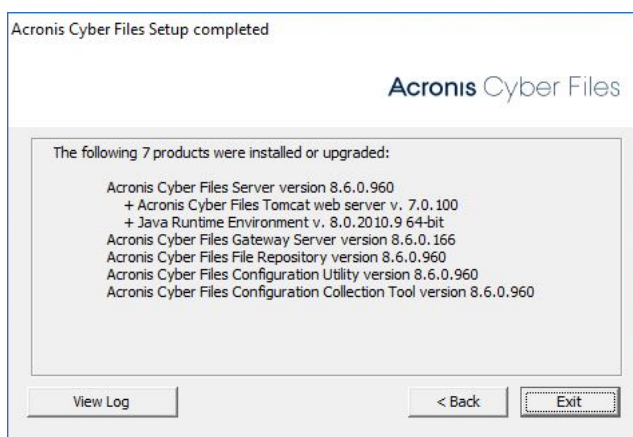 Acronis Cyber Files Setup completed
Acronis Cyber Files
The following 7 products were installed or upgraded:
Acronis Cyber Files Server version 8.6.0.960
+ Acronis Cyber Files Tomcat web server v. 7.0.100
+ Java Runtime Environment v. 8.0.2010.9 64-bit
Acronis Cyber Files Gateway Server version 8.6.0.166
Acronis Cyber Files File Repository version 8.6.0.960
Acronis Cyber Files Configuration Utility version 8.6.0.960
Acronis Cyber Files Configuration Collection Tool version 8.6.0.960
View Log
< Back
Exit